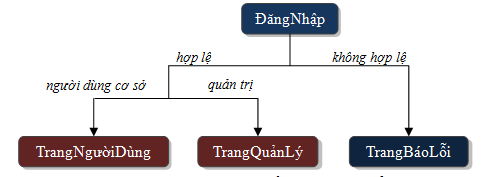 ĐăngNhập
hợp lệ
không hợp lệ
người dùng cơ sở
quản trị
TrangNgườiDùng
TrangQuảnLý
TrangBáoLỗi